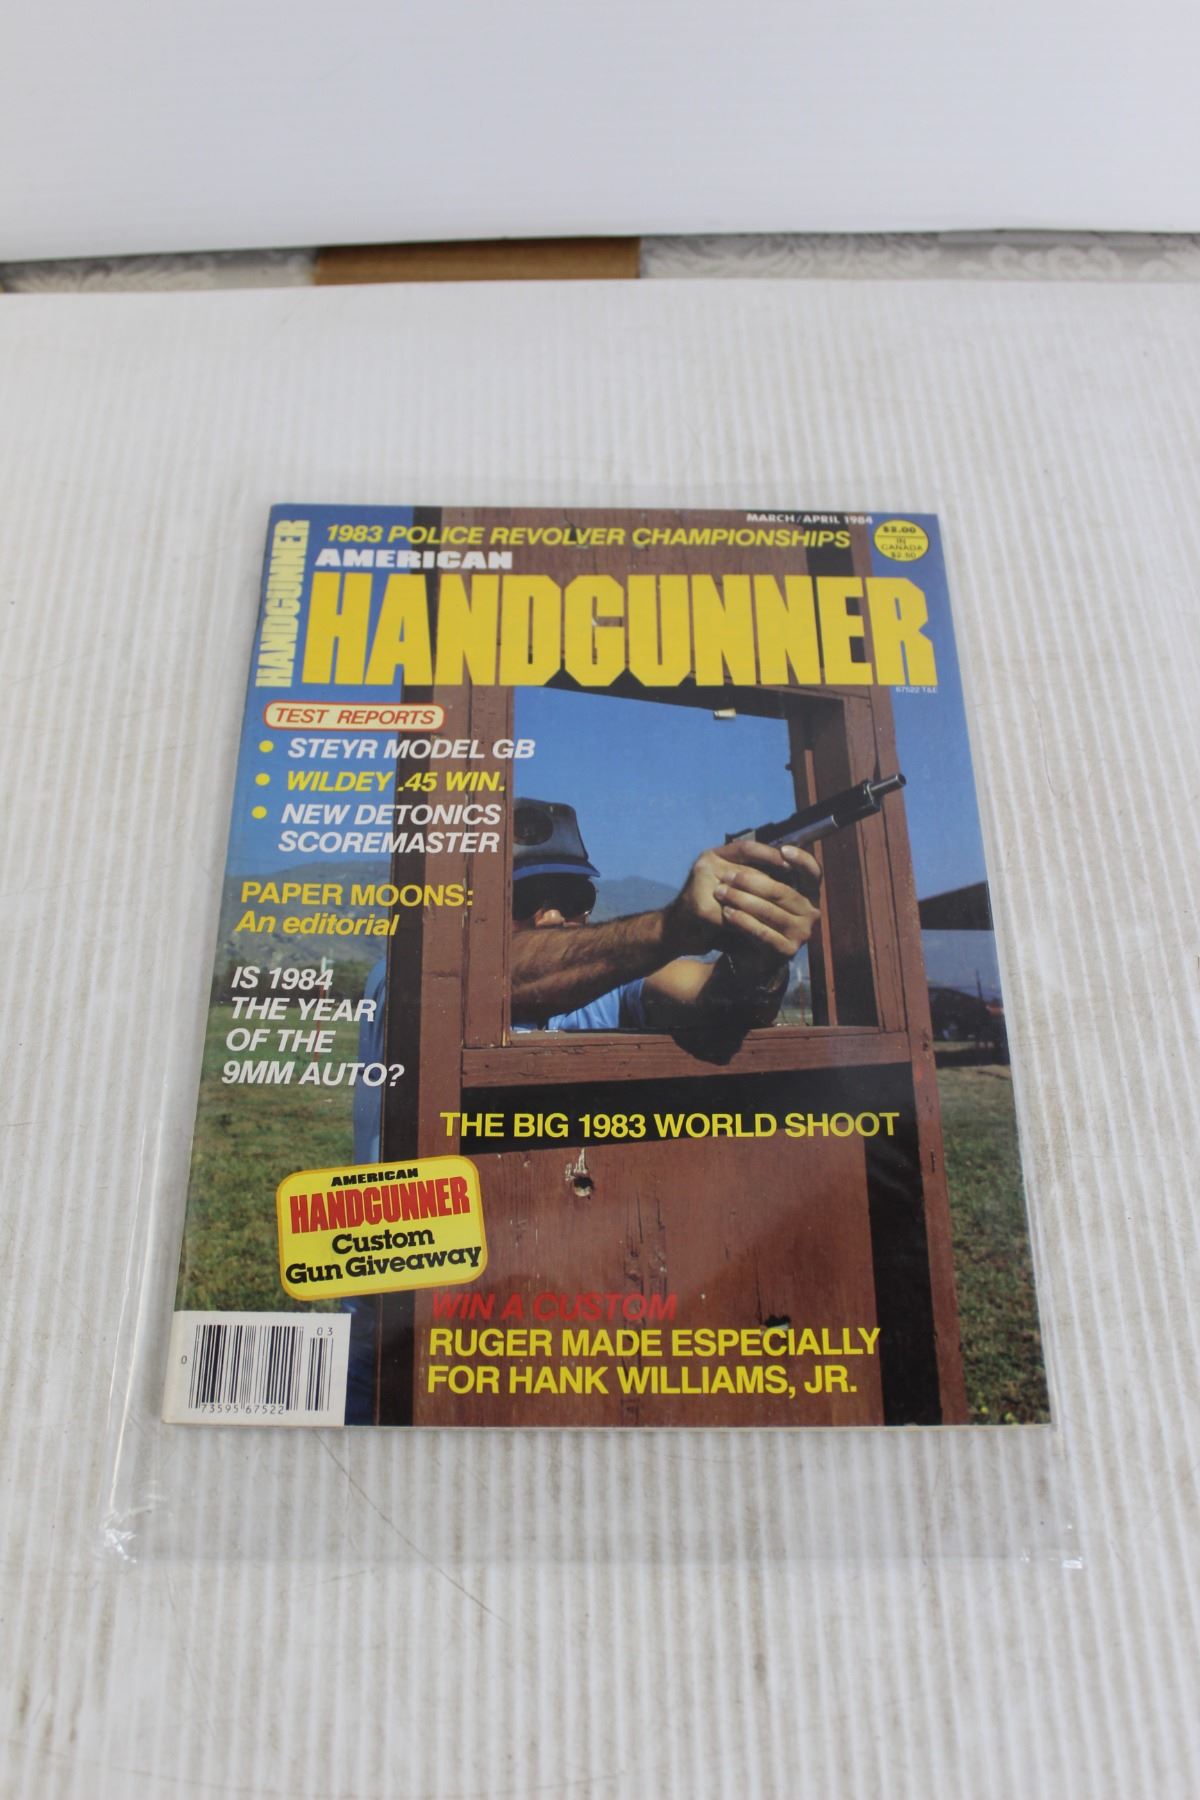 MARCH/APRIL 1984
1983 POLICE REVOLVER CHAMPIONSHIPS
$2.00
IN
CANADA
$2.50
AMERICAN
HANDGUNNER
HANDGUNNER
67522 T&E
TEST REPORTS
• STEYR MODEL GB
• WILDEY .45 WIN.
• NEW DETONICS
SCOREMASTER
PAPER MOONS:
An editorial
IS 1984
THE YEAR
OF THE
9MM AUTO?
THE BIG 1983 WORLD SHOOT
AMERICAN
HANDGUNNER
Custom
Gun Giveaway
WIN A CUSTOM
RUGER MADE ESPECIALLY
FOR HANK WILLIAMS, JR.
03
0
73595 67522